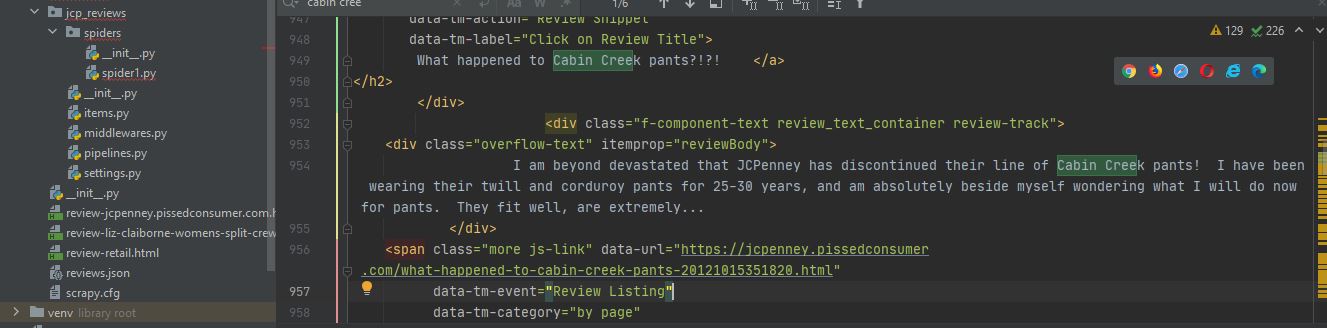 jcp_reviews
spiders
__init__.py
spider1.py
__init__.py
items.py
middlewares.py
pipelines.py
settings.py
__init__.py
review-jcpenney.pissedconsumer.com.h
review-liz-claiborne-womens-split-crew
review-retail.html
reviews.json
scrapy.cfg
venv library root
cabin cree
Aa W .*
1/6
129 226
947 data-tm-action="Review Snippet"
948 data-tm-label="Click on Review Title">
949 What happened to Cabin Creek pants?!?! </a>
950 </h2>
951 </div>
952 <div class="f-component-text review_text_container review-track">
953 <div class="overflow-text" itemprop="reviewBody">
954 I am beyond devastated that JCPenney has discontinued their line of Cabin Creek pants! I have been
wearing their twill and corduroy pants for 25-30 years, and am absolutely beside myself wondering what I will do now
for pants. They fit well, are extremely...
955 </div>
956 <span class="more js-link" data-url="https://jcpenney.pissedconsumer
.com/what-happened-to-cabin-creek-pants-20121015351820.html"
957 data-tm-event="Review Listing"
958 data-tm-category="by page"